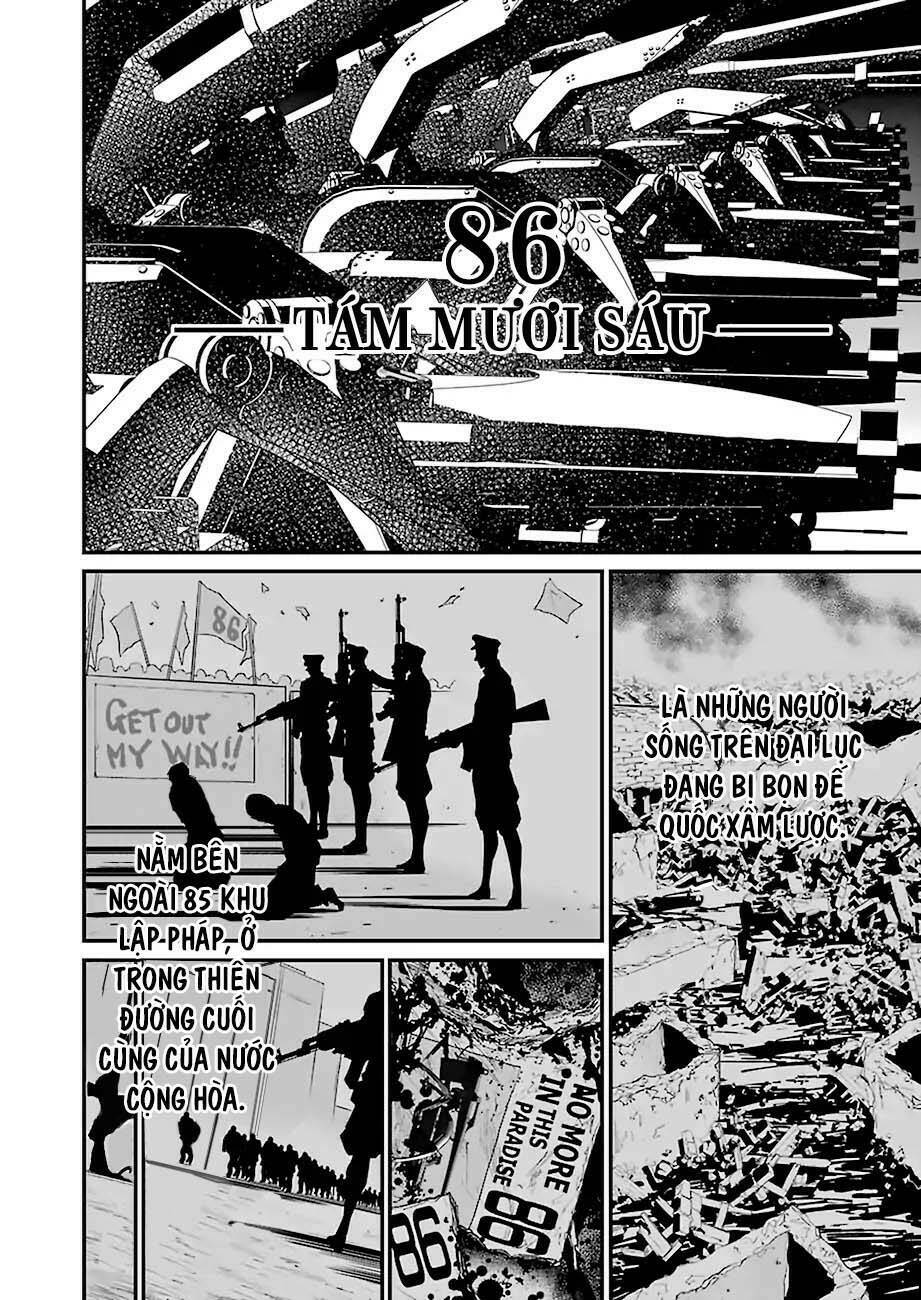 86
TÁM MƯƠI SÁU
LÀ NHỮNG NGƯỜI
SỐNG TRÊN ĐẠI LỤC
ĐANG BỊ BỌN ĐẾ
QUỐC XÂM LƯỢC.
86
GET OUT
MY WAY!!
NẰM BÊN
NGOÀI 85 KHU
LẬP PHÁP, Ở
TRONG THIÊN
ĐƯỜNG CUỐI
CÙNG CỦA NƯỚC
CỘNG HÒA.
NO MORE
86
IN THIS
PARADISE
86